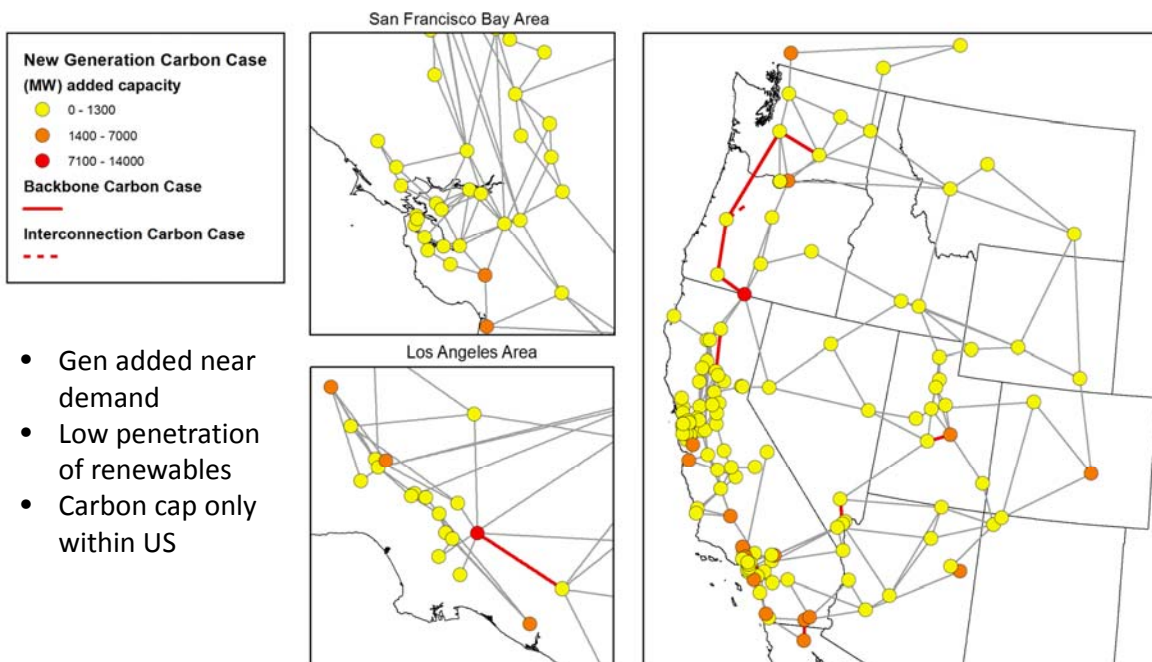 San Francisco Bay Area
New Generation Carbon Case
(MW) added capacity
0 - 1300
1400 - 7000
7100 - 14000
Backbone Carbon Case
Interconnection Carbon Case
Los Angeles Area
• Gen added near
demand
• Low penetration
of renewables
• Carbon cap only
within US